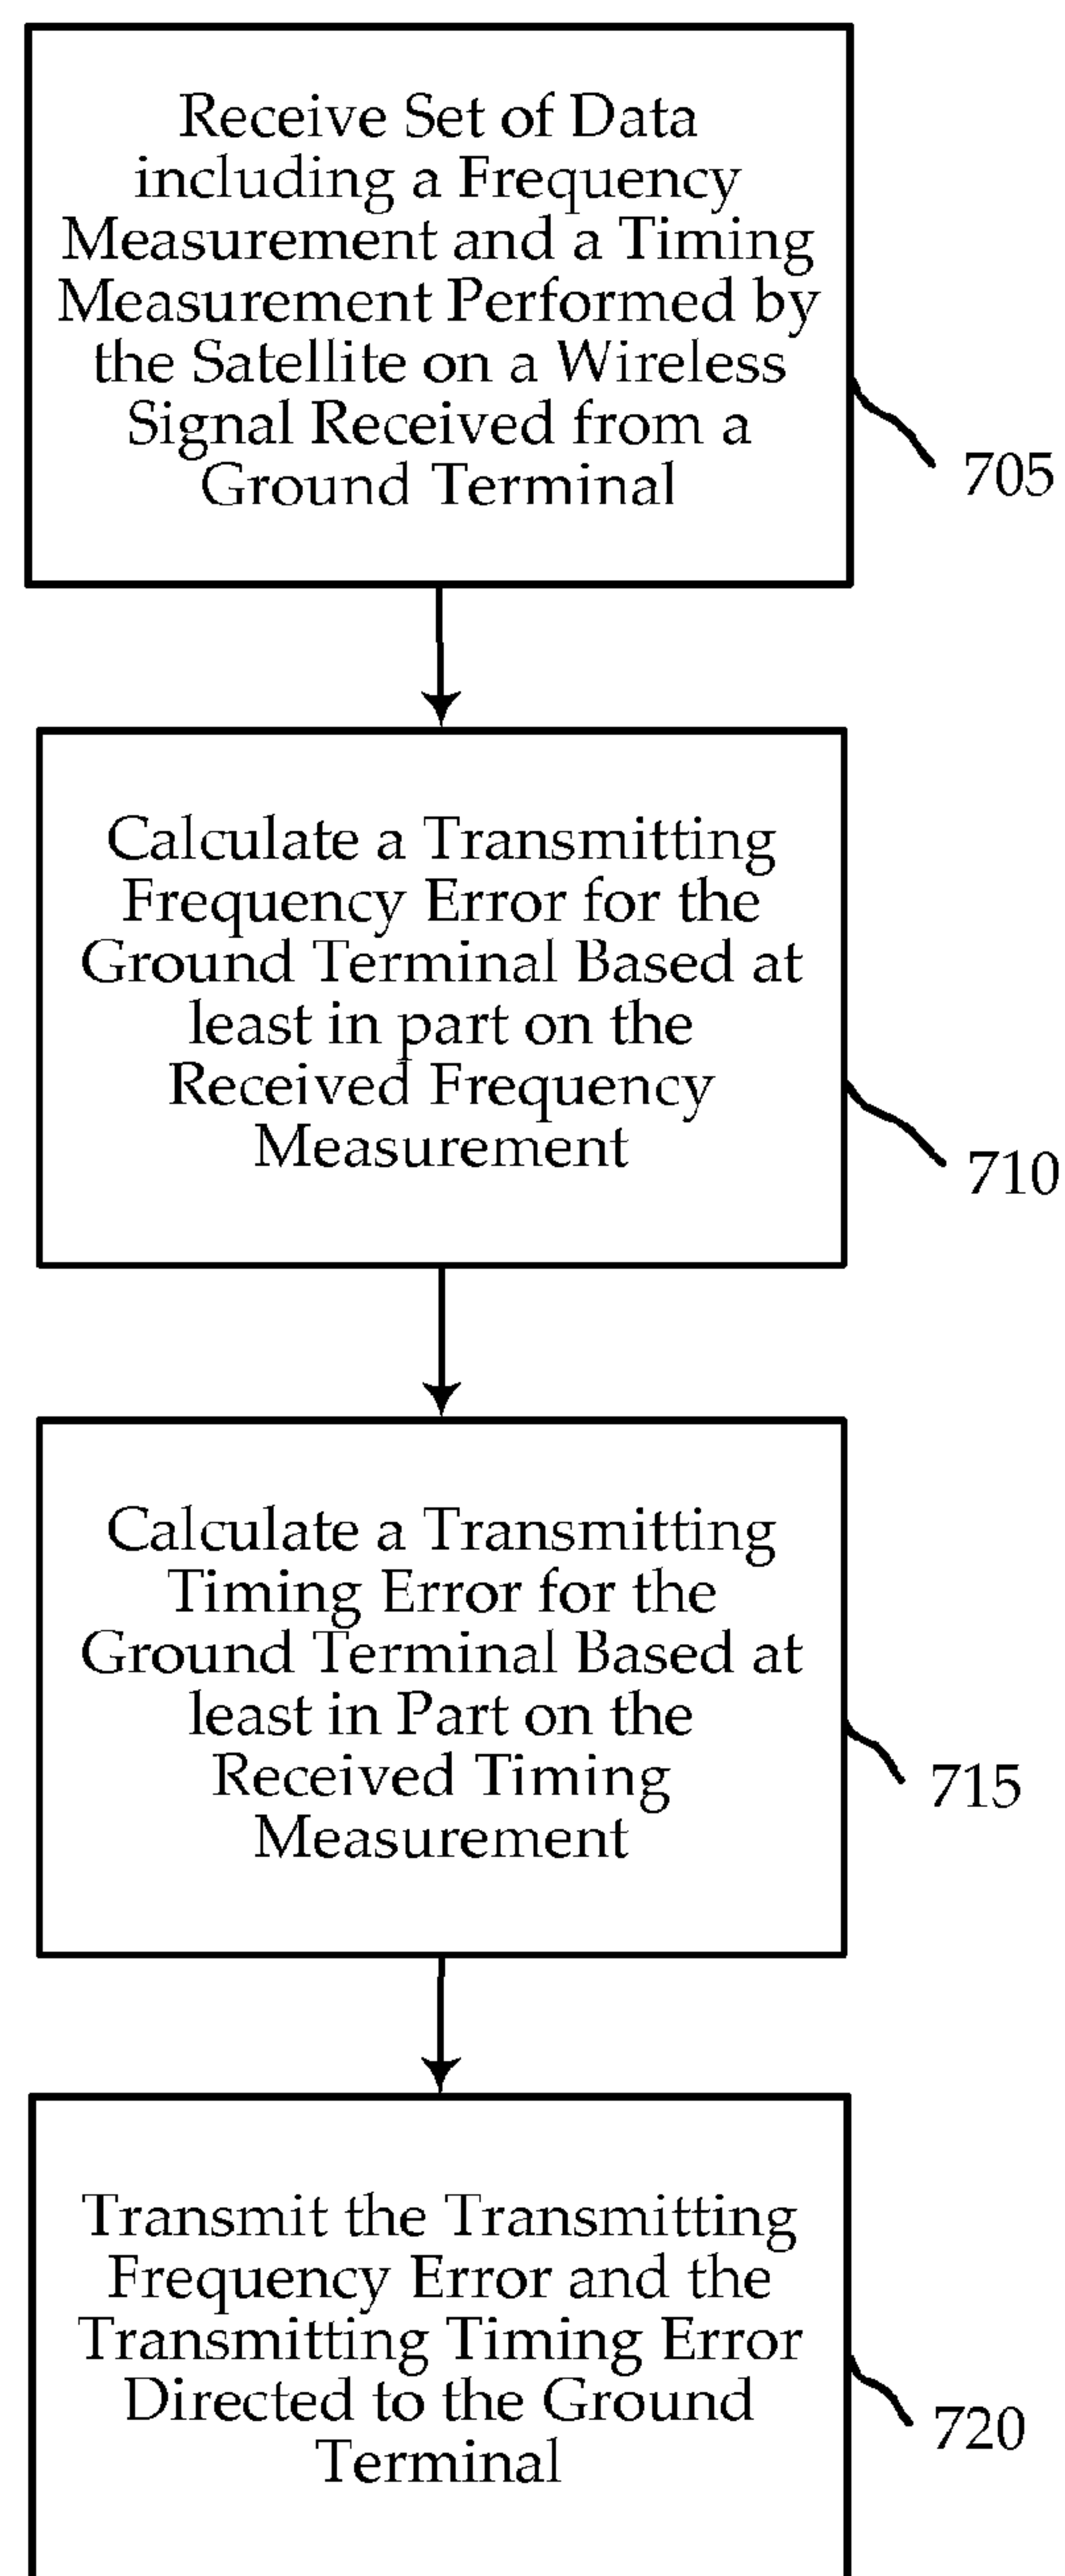 Receive Set of Data
including a Frequency
Measurement and a Timing
Measurement Performed by
the Satellite on a Wireless
Signal Received from a
Ground Terminal
705
Calculate a Transmitting
Frequency Error for the
Ground Terminal Based at
least in part on the
Received Frequency
Measurement
710
Calculate a Transmitting
Timing Error for the
Ground Terminal Based at
least in Part on the
Received Timing
Measurement
715
Transmit the Transmitting
Frequency Error and the
Transmitting Timing Error
Directed to the Ground
Terminal
720